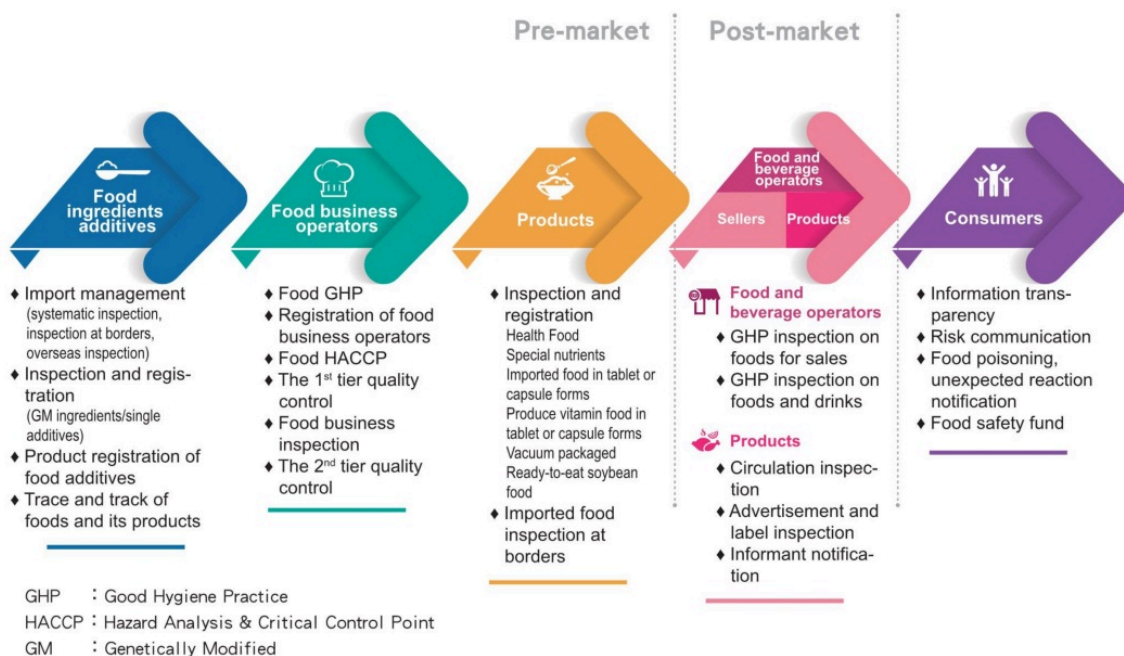 Pre-market
Post-market
Food
ingredients
additives
Food business
operators
Products
Food and
beverage
operators
Sellers
Products
Consumers
♦ Import management
(systematic inspection,
inspection at borders,
overseas inspection)
♦ Inspection and regis-
tration
(GM ingredients/single
additives)
♦ Product registration of
food additives
♦ Trace and track of
foods and its products
♦ Food GHP
♦ Registration of food
business operators
♦ Food HACCP
♦ The 1st tier quality
control
♦ Food business
inspection
♦ The 2nd tier quality
control
♦ Inspection and
registration
Health Food
Special nutrients
Imported food in tablet or
capsule forms
Produce vitamin food in
tablet or capsule forms
Vacuum packaged
Ready-to-eat soybean
food
♦ Imported food
inspection at
borders
Food and
beverage operators
♦ GHP inspection on
foods for sales
♦ GHP inspection on
foods and drinks
Products
♦ Circulation inspec-
tion
♦ Advertisement and
label inspection
♦ Informant notifica-
tion
♦ Information trans-
parency
♦ Risk communication
♦ Food poisoning,
unexpected reaction
notification
♦ Food safety fund
GHP : Good Hygiene Practice
HACCP : Hazard Analysis & Critical Control Point
GM : Genetically Modified